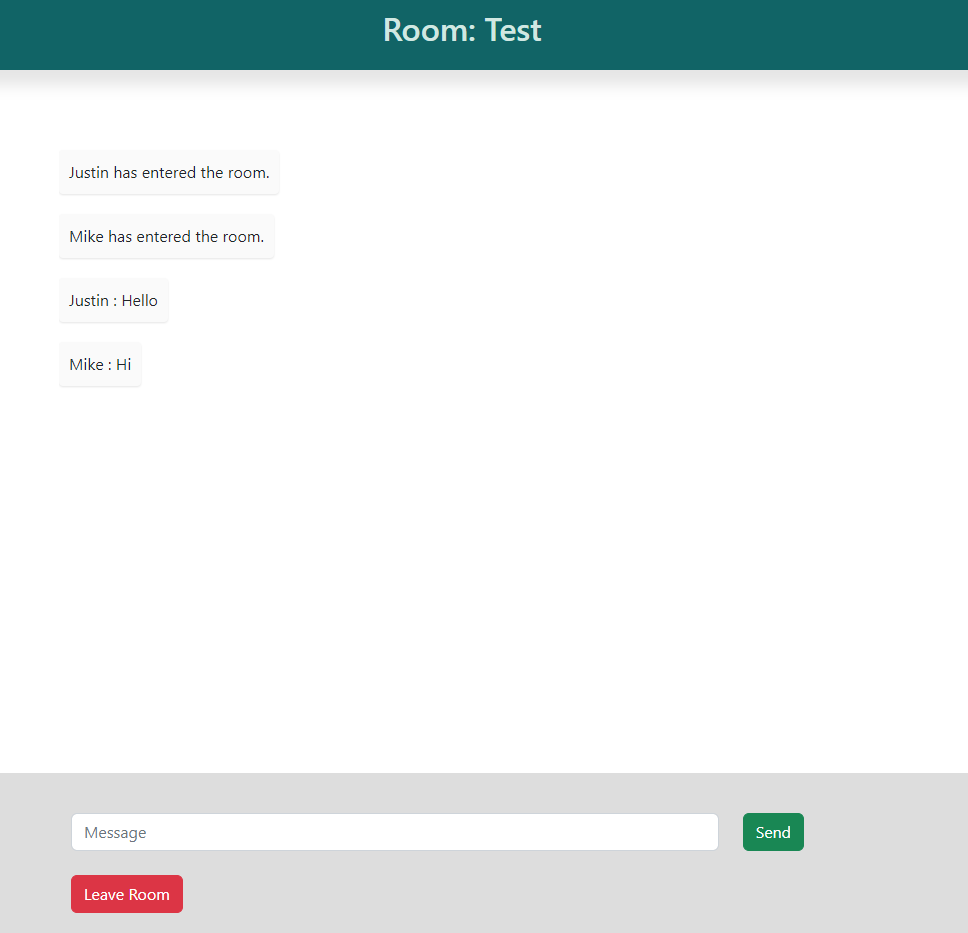 Room: Test
Justin has entered the room.
Mike has entered the room.
Justin : Hello
Mike : Hi
Message
Send
Leave Room